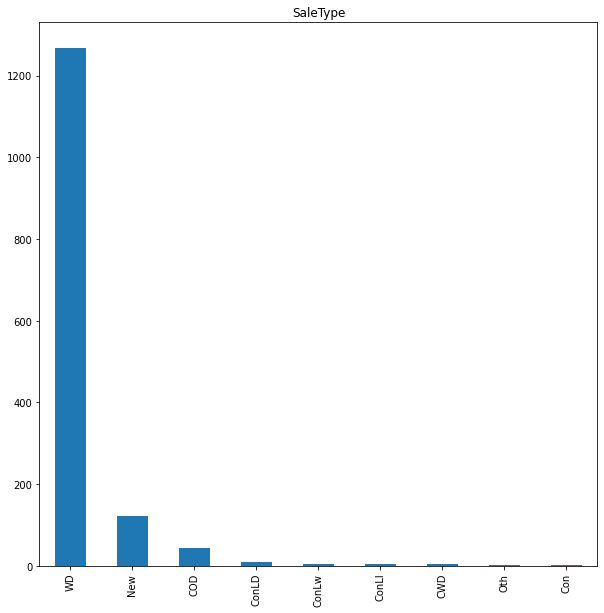 SaleType
1200
1000
800
600
400
200
0
WD
New
COD
ConLD
ConLw
ConLI
CWD
Oth
Con